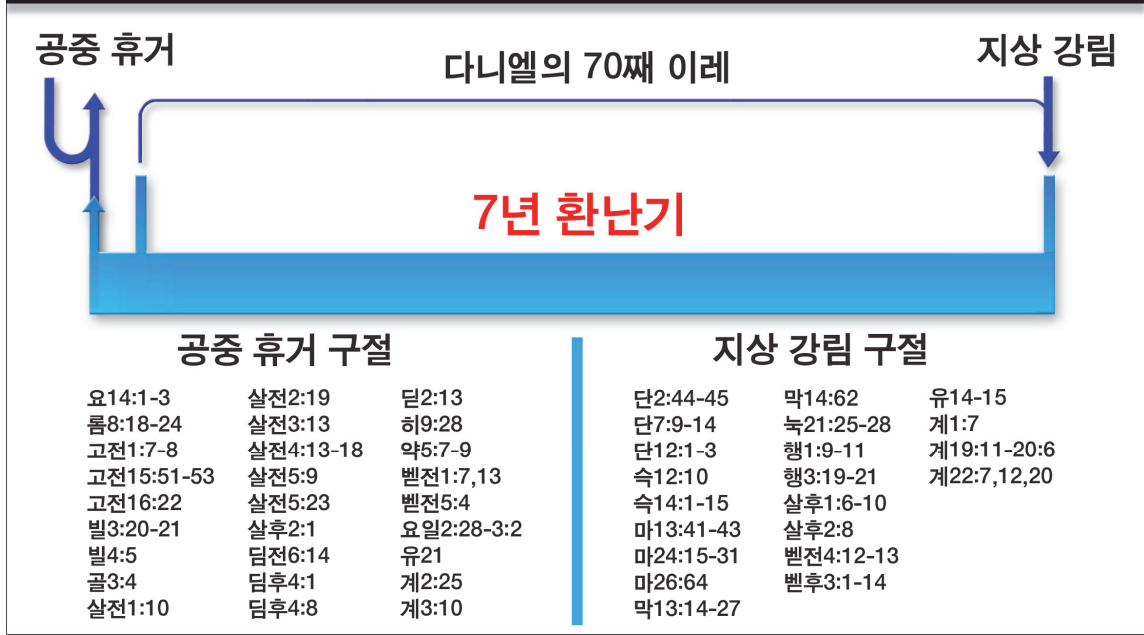 공중 휴거
다니엘의 70째 이레
지상 강림
7년 환난기
공중 휴거 구절
요14:1-3
롬8:18-24
고전1:7-8
고전15:51-53
고전16:22
빌3:20-21
빌4:5
골3:4
살전1:10
살전2:19
살전3:13
살전4:13-18
살전5:9
살전5:23
살후2:1
딤전6:14
딤후4:1
딤후4:8
딛2:13
히9:28
약5:7-9
벧전1:7,13
벧전5:4
요일2:28-3:2
유21
계2:25
계3:10
지상 강림 구절
단2:44-45
단7:9-14
단12:1-3
슥12:10
슥14:1-15
마13:41-43
마24:15-31
마26:64
막13:14-27
막14:62
눅21:25-28
행1:9-11
행3:19-21
살후1:6-10
살후2:8
벧전4:12-13
벧후3:1-14
유14-15
계1:7
계19:11-20:6
계22:7,12,20